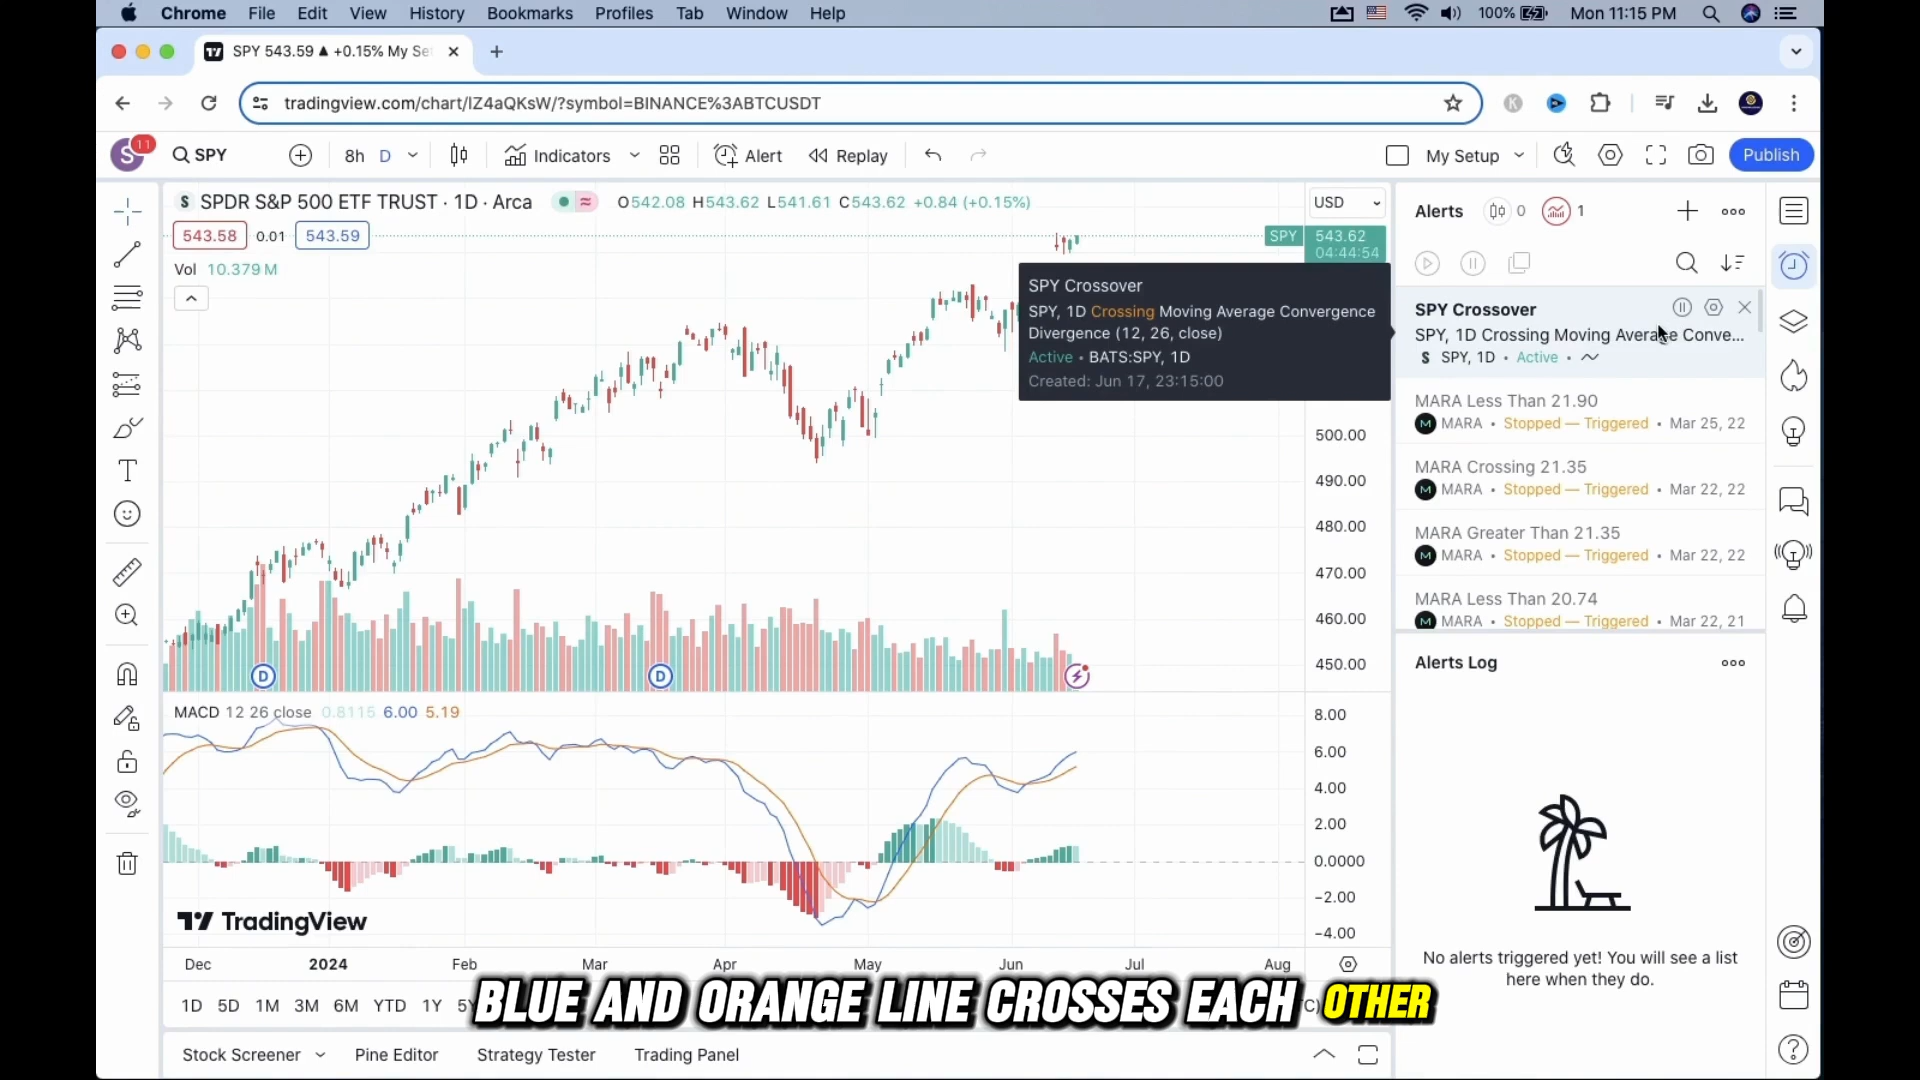 Chrome File Edit View History Bookmarks Profiles Tab Window Help 100% Mon 11:15 PM
SPY 543.59 ▲ +0.15% My Se
tradingview.com/chart/IZ4aQKsW/?symbol=BINANCE%3ABTCUSDT
S 11 SPY 8h D Indicators Alert Replay My Setup Publish
S SPDR S&P 500 ETF TRUST · 1D · Arca O542.08 H543.62 L541.61 C543.62 +0.84 (+0.15%)
USD
543.58 0.01 543.59
SPY 543.62
04:44:54
Vol 10.379 M
500.00
490.00
480.00
470.00
460.00
450.00
D D
SPY Crossover
SPY, 1D Crossing Moving Average Convergence
Divergence (12, 26, close)
Active • BATS:SPY, 1D
Created: Jun 17, 23:15:00
MACD 12 26 close 0.8115 6.00 5.19
8.00
6.00
4.00
2.00
0.0000
−2.00
−4.00
TradingView
Dec 2024 Feb Mar Apr May Jun Jul Aug
1D 5D 1M 3M 6M YTD 1Y
BLUE AND ORANGE LINE CROSSES EACH OTHER
Stock Screener Pine Editor Strategy Tester Trading Panel
Alerts 0 1
SPY Crossover
SPY, 1D Crossing Moving Average Conve...
S SPY, 1D • Active •
MARA Less Than 21.90
M MARA • Stopped — Triggered • Mar 25, 22
MARA Crossing 21.35
M MARA • Stopped — Triggered • Mar 22, 22
MARA Greater Than 21.35
M MARA • Stopped — Triggered • Mar 22, 22
MARA Less Than 20.74
M MARA • Stopped — Triggered • Mar 22, 21
Alerts Log
No alerts triggered yet! You will see a list
here when they do.